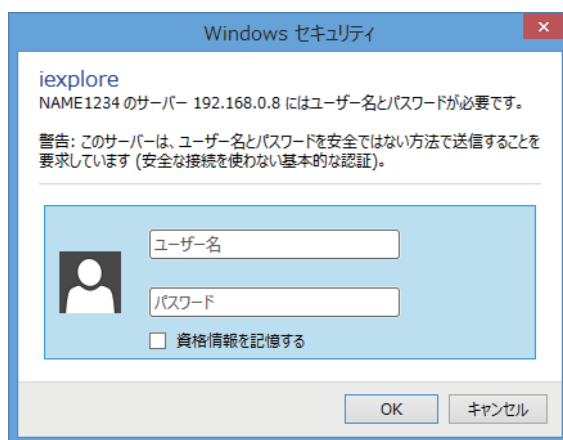 Windows セキュリティ
iexplore
NAME1234 のサーバー 192.168.0.8 にはユーザー名とパスワードが必要です。
警告: このサーバーは、ユーザー名とパスワードを安全ではない方法で送信することを
要求しています (安全な接続を使わない基本的な認証)。
ユーザー名
パスワード
資格情報を記憶する
OK
キャンセル